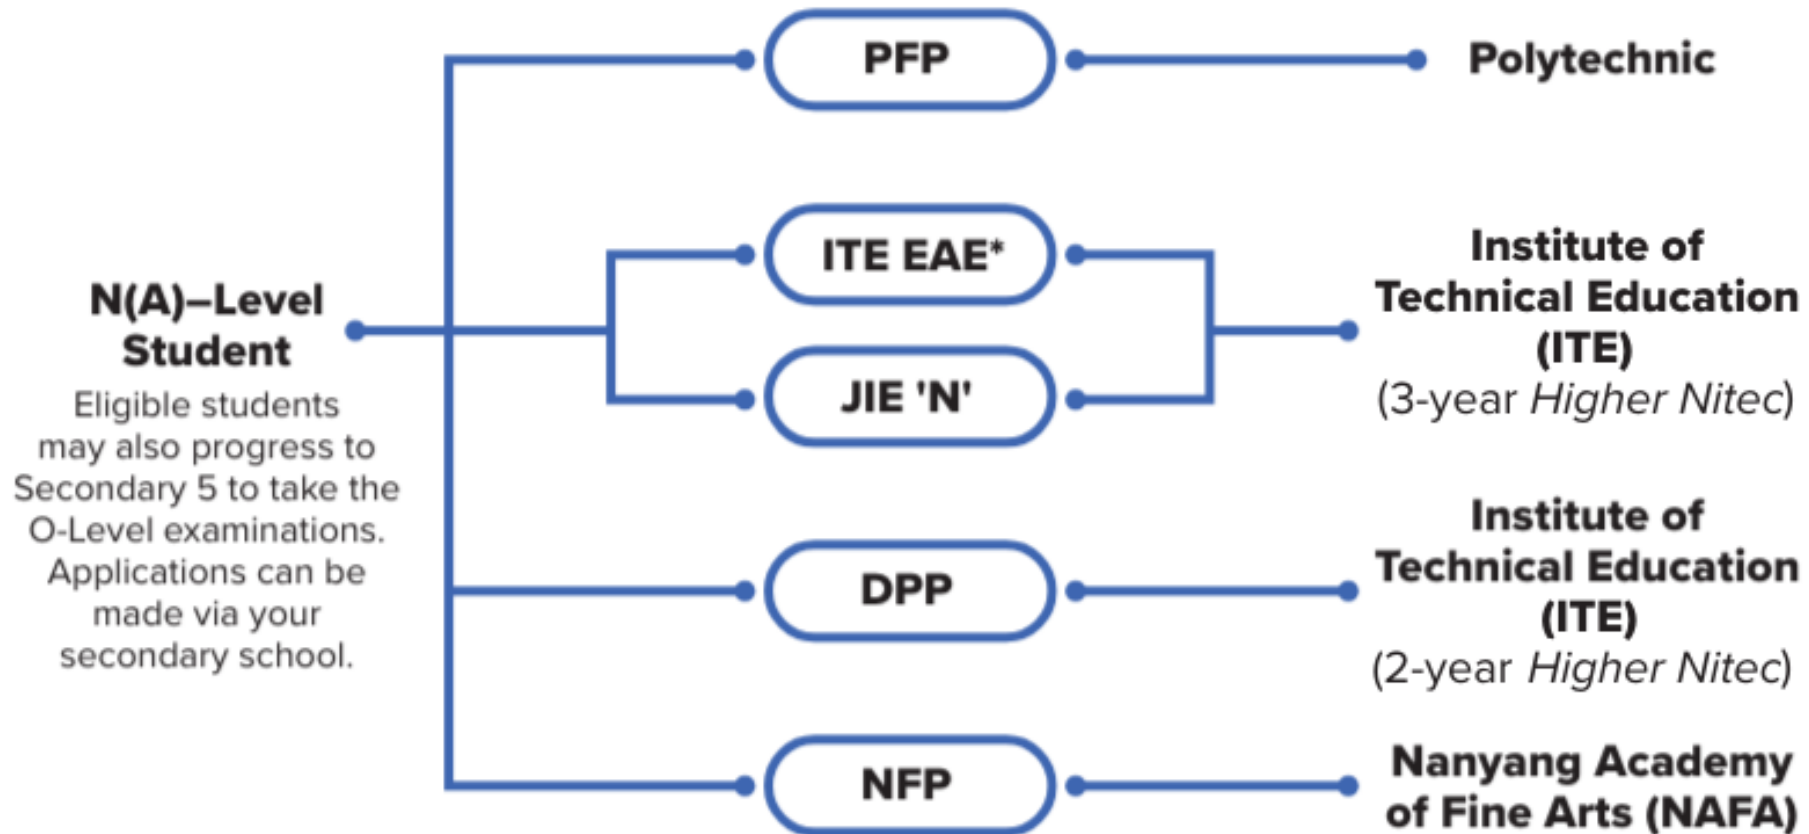 N(A)–Level
Student
Eligible students
may also progress to
Secondary 5 to take the
O-Level examinations.
Applications can be
made via your
secondary school.
PFP
Polytechnic
ITE EAE*
JIE 'N'
Institute of
Technical Education
(ITE)
(3-year Higher Nitec)
DPP
Institute of
Technical Education
(ITE)
(2-year Higher Nitec)
NFP
Nanyang Academy
of Fine Arts (NAFA)